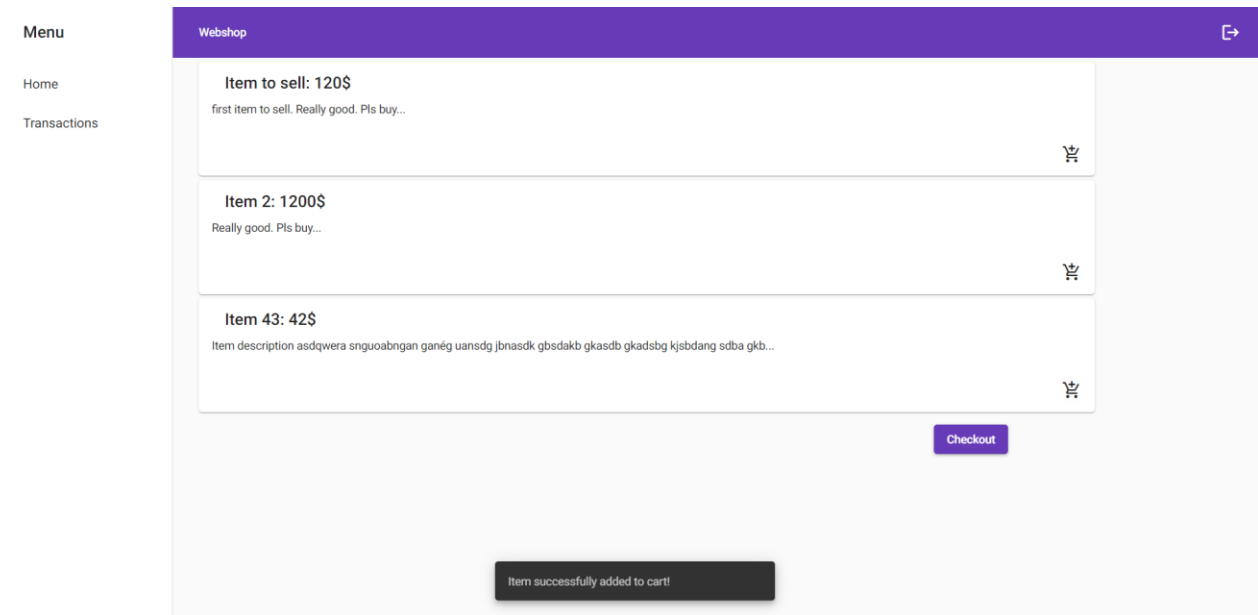 Menu
Webshop
Home
Transactions
Item to sell: 120$
first item to sell. Really good. Pls buy...
Item 2: 1200$
Really good. Pls buy...
Item 43: 42$
Item description asdqwera snguoabngan ganég uansdg jbnasdk gbsdakb gkasdb gkadsbg kjsbdang sdba gkb...
Checkout
Item successfully added to cart!